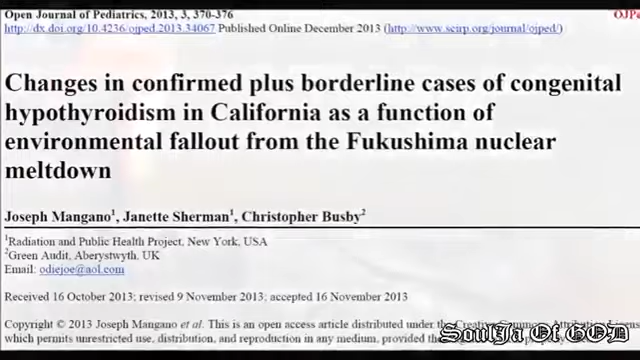 Open Journal of Pediatrics, 2013, 3, 370-376
OJPe
http://dx.doi.org/10.4236/ojped.2013.34067 Published Online December 2013 (http://www.scirp.org/journal/ojped/)
Changes in confirmed plus borderline cases of congenital
hypothyroidism in California as a function of
environmental fallout from the Fukushima nuclear
meltdown
Joseph Mangano1, Janette Sherman1, Christopher Busby2
1Radiation and Public Health Project, New York, USA
2Green Audit, Aberystwyth, UK
Email: odiejoe@aol.com
Received 16 October 2013; revised 9 November 2013; accepted 16 November 2013
Copyright © 2013 Joseph Mangano et al. This is an open access article distributed under the Creative Commons Attribution Licens
which permits unrestricted use, distribution, and reproduction in any medium, provided the
SoulJa Of GOD